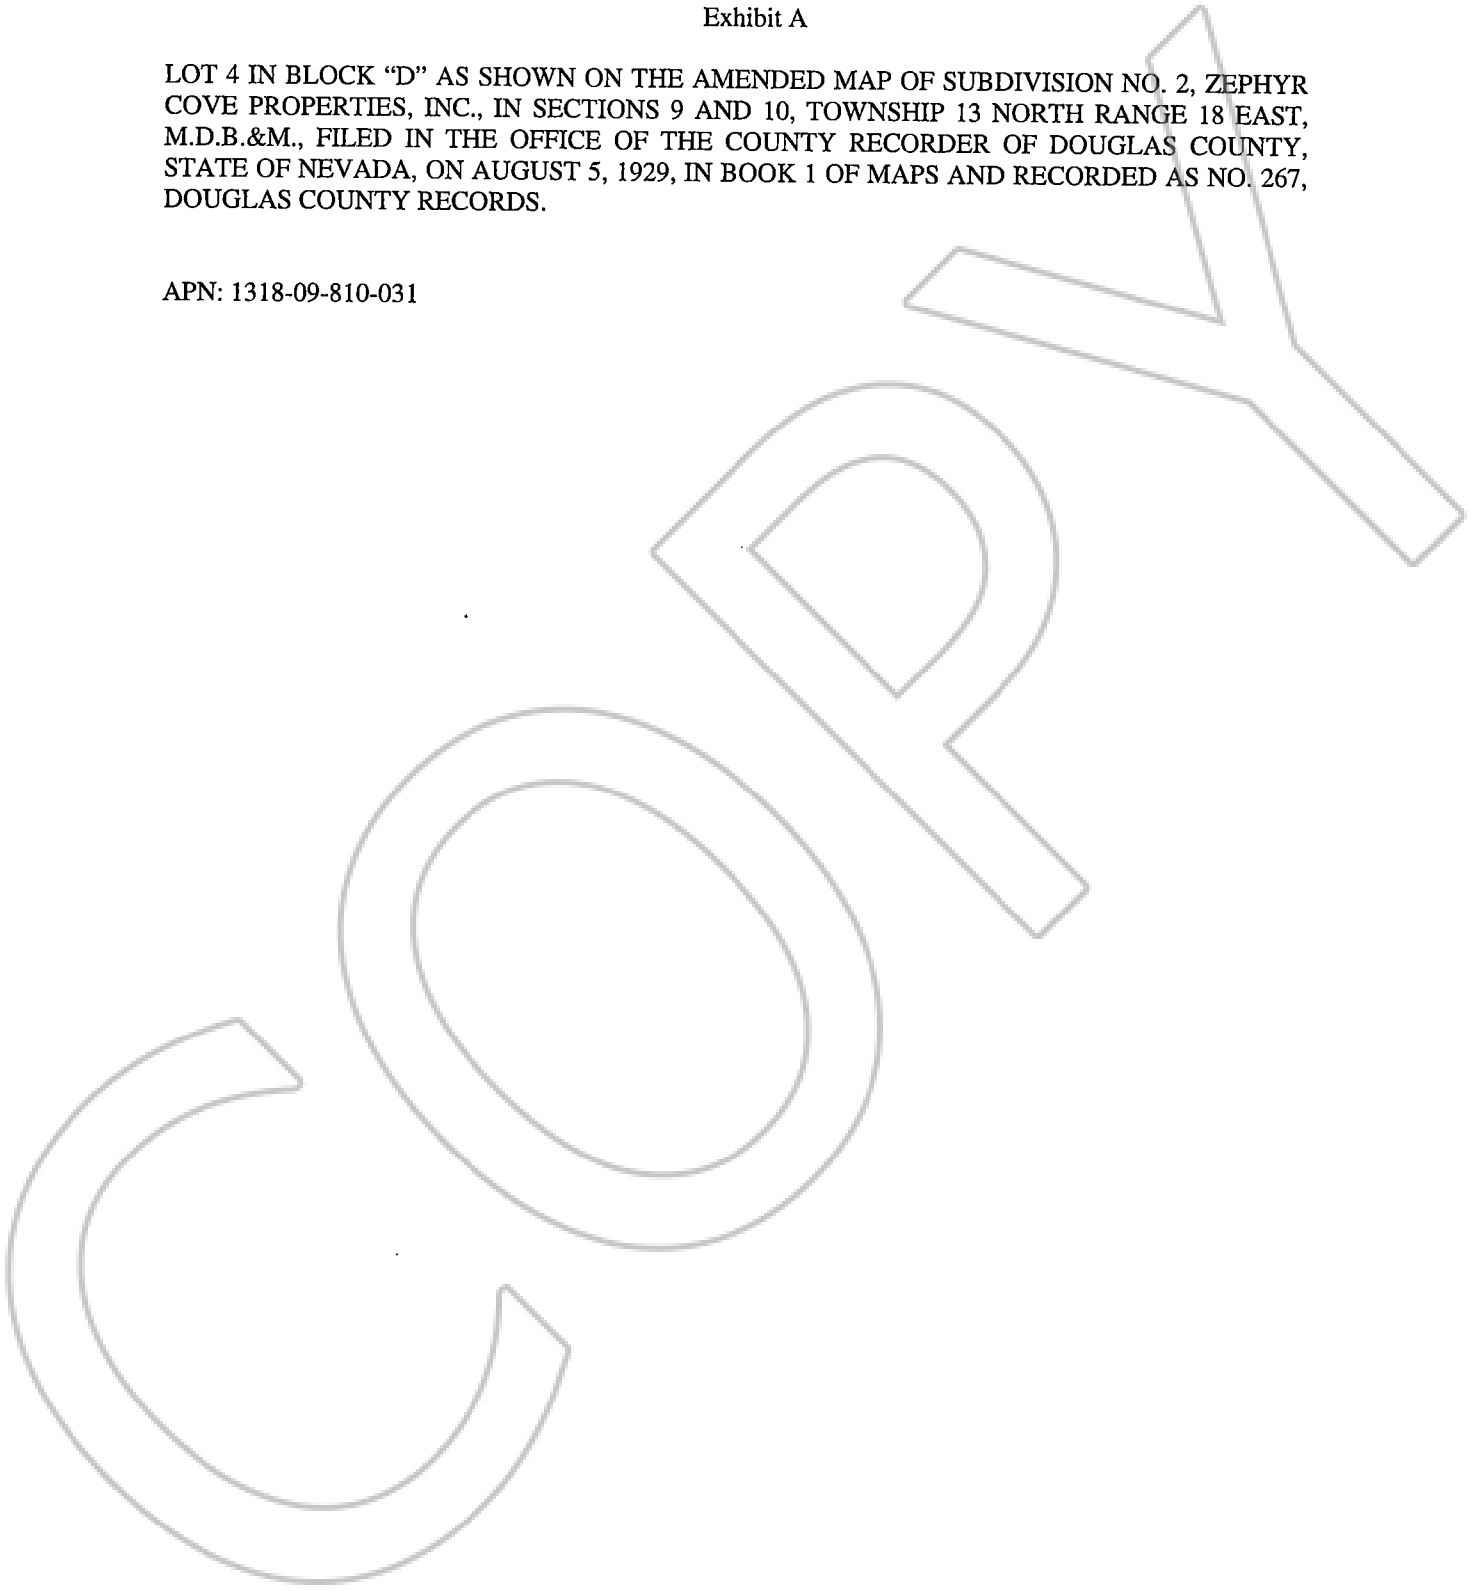 Exhibit A
LOT 4 IN BLOCK “D” AS SHOWN ON THE AMENDED MAP OF SUBDIVISION NO. 2, ZEPHYR
COVE PROPERTIES, INC., IN SECTIONS 9 AND 10, TOWNSHIP 13 NORTH RANGE 18 EAST,
M.D.B.&M., FILED IN THE OFFICE OF THE COUNTY RECORDER OF DOUGLAS COUNTY,
STATE OF NEVADA, ON AUGUST 5, 1929, IN BOOK 1 OF MAPS AND RECORDED AS NO. 267,
DOUGLAS COUNTY RECORDS.
APN: 1318-09-810-031
COPY